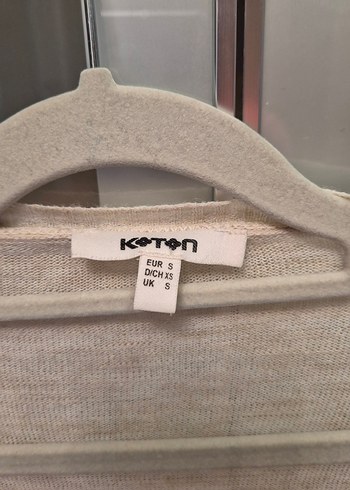 KOTON
EUR S
D/CH XS
UK S